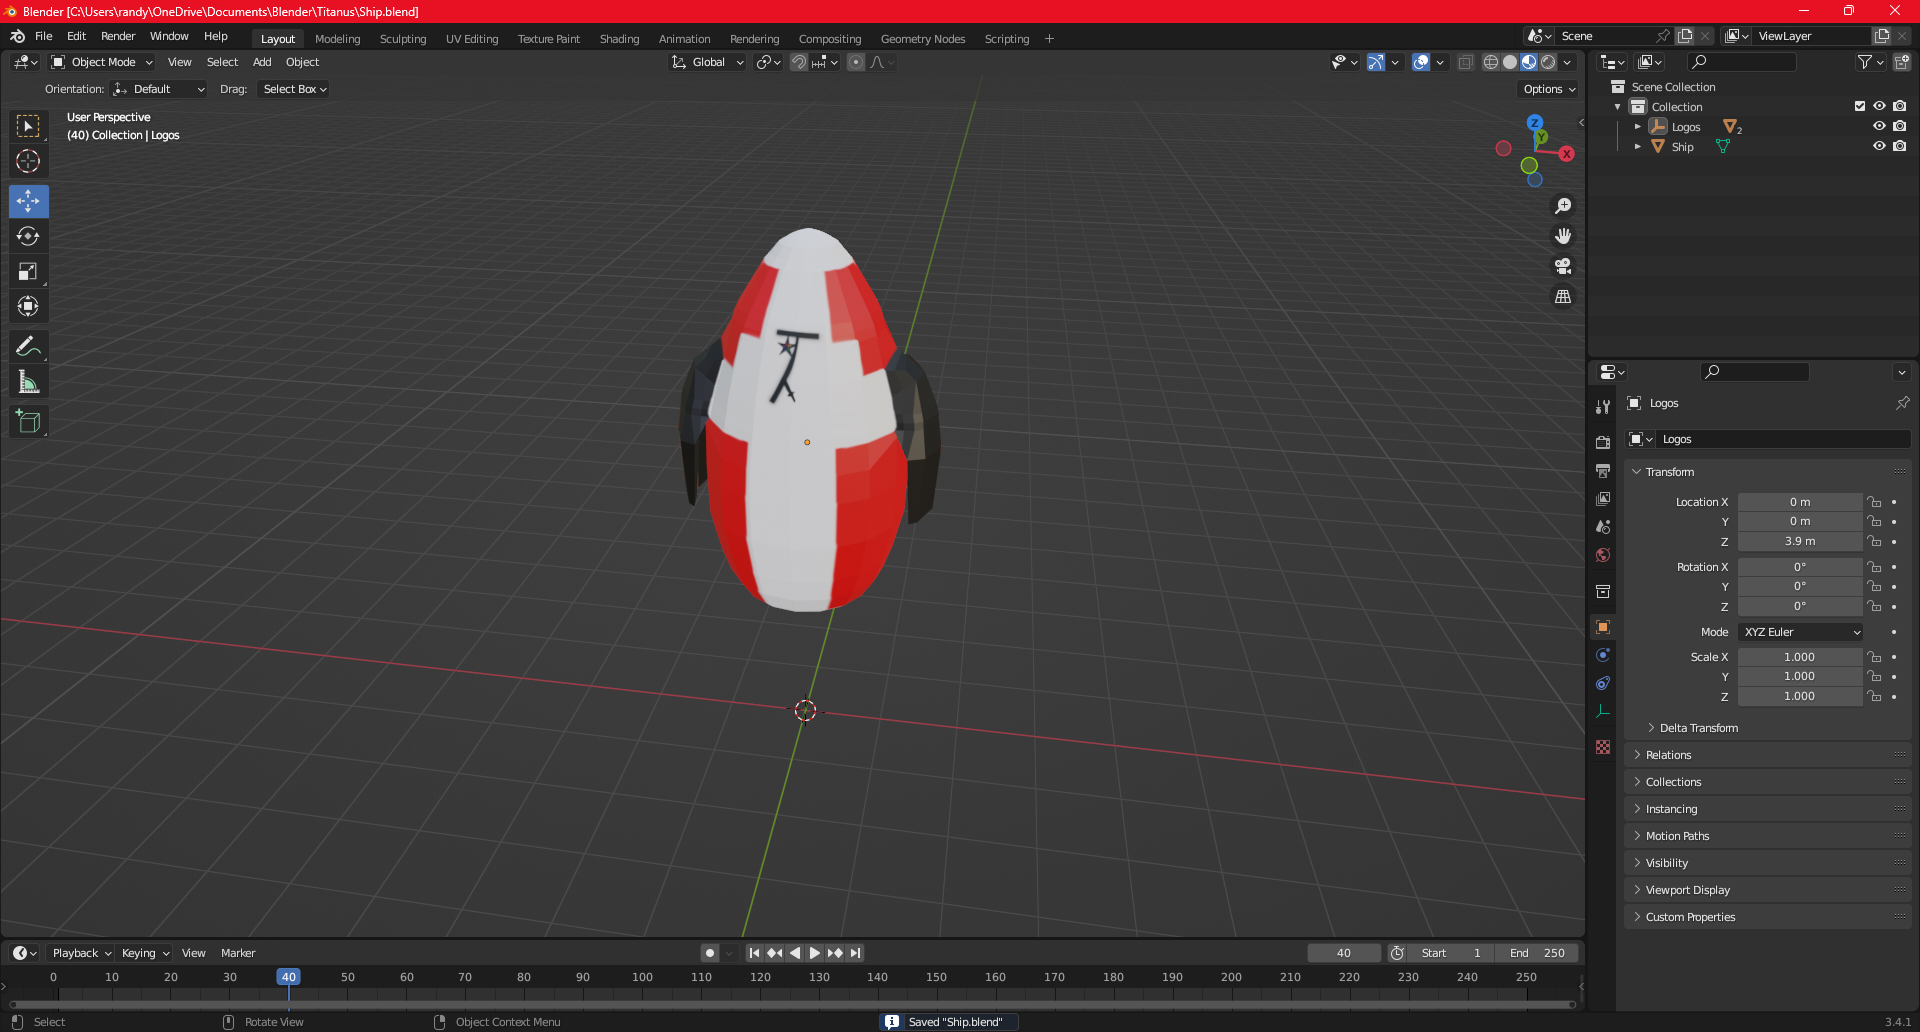 Blender [C:\Users\randy\OneDrive\Documents\Blender\Titanus\Ship.blend]
File Edit Render Window Help Layout Modeling Sculpting UV Editing Texture Paint Shading Animation Rendering Compositing Geometry Nodes Scripting + Scene ViewLayer
Object Mode View Select Add Object Global
Orientation: Default Drag: Select Box Options
User Perspective
(40) Collection | Logos
Z
Y
X
Scene Collection
Collection
Logos 2
Ship
Logos
Logos
Transform
Location X 0 m
Y 0 m
Z 3.9 m
Rotation X 0°
Y 0°
Z 0°
Mode XYZ Euler
Scale X 1.000
Y 1.000
Z 1.000
Delta Transform
Relations
Collections
Instancing
Motion Paths
Visibility
Viewport Display
Custom Properties
Playback Keying View Marker 40 Start 1 End 250
0 10 20 30 40 50 60 70 80 90 100 110 120 130 140 150 160 170 180 190 200 210 220 230 240 250
Select Rotate View Object Context Menu Saved "Ship.blend" 3.4.1